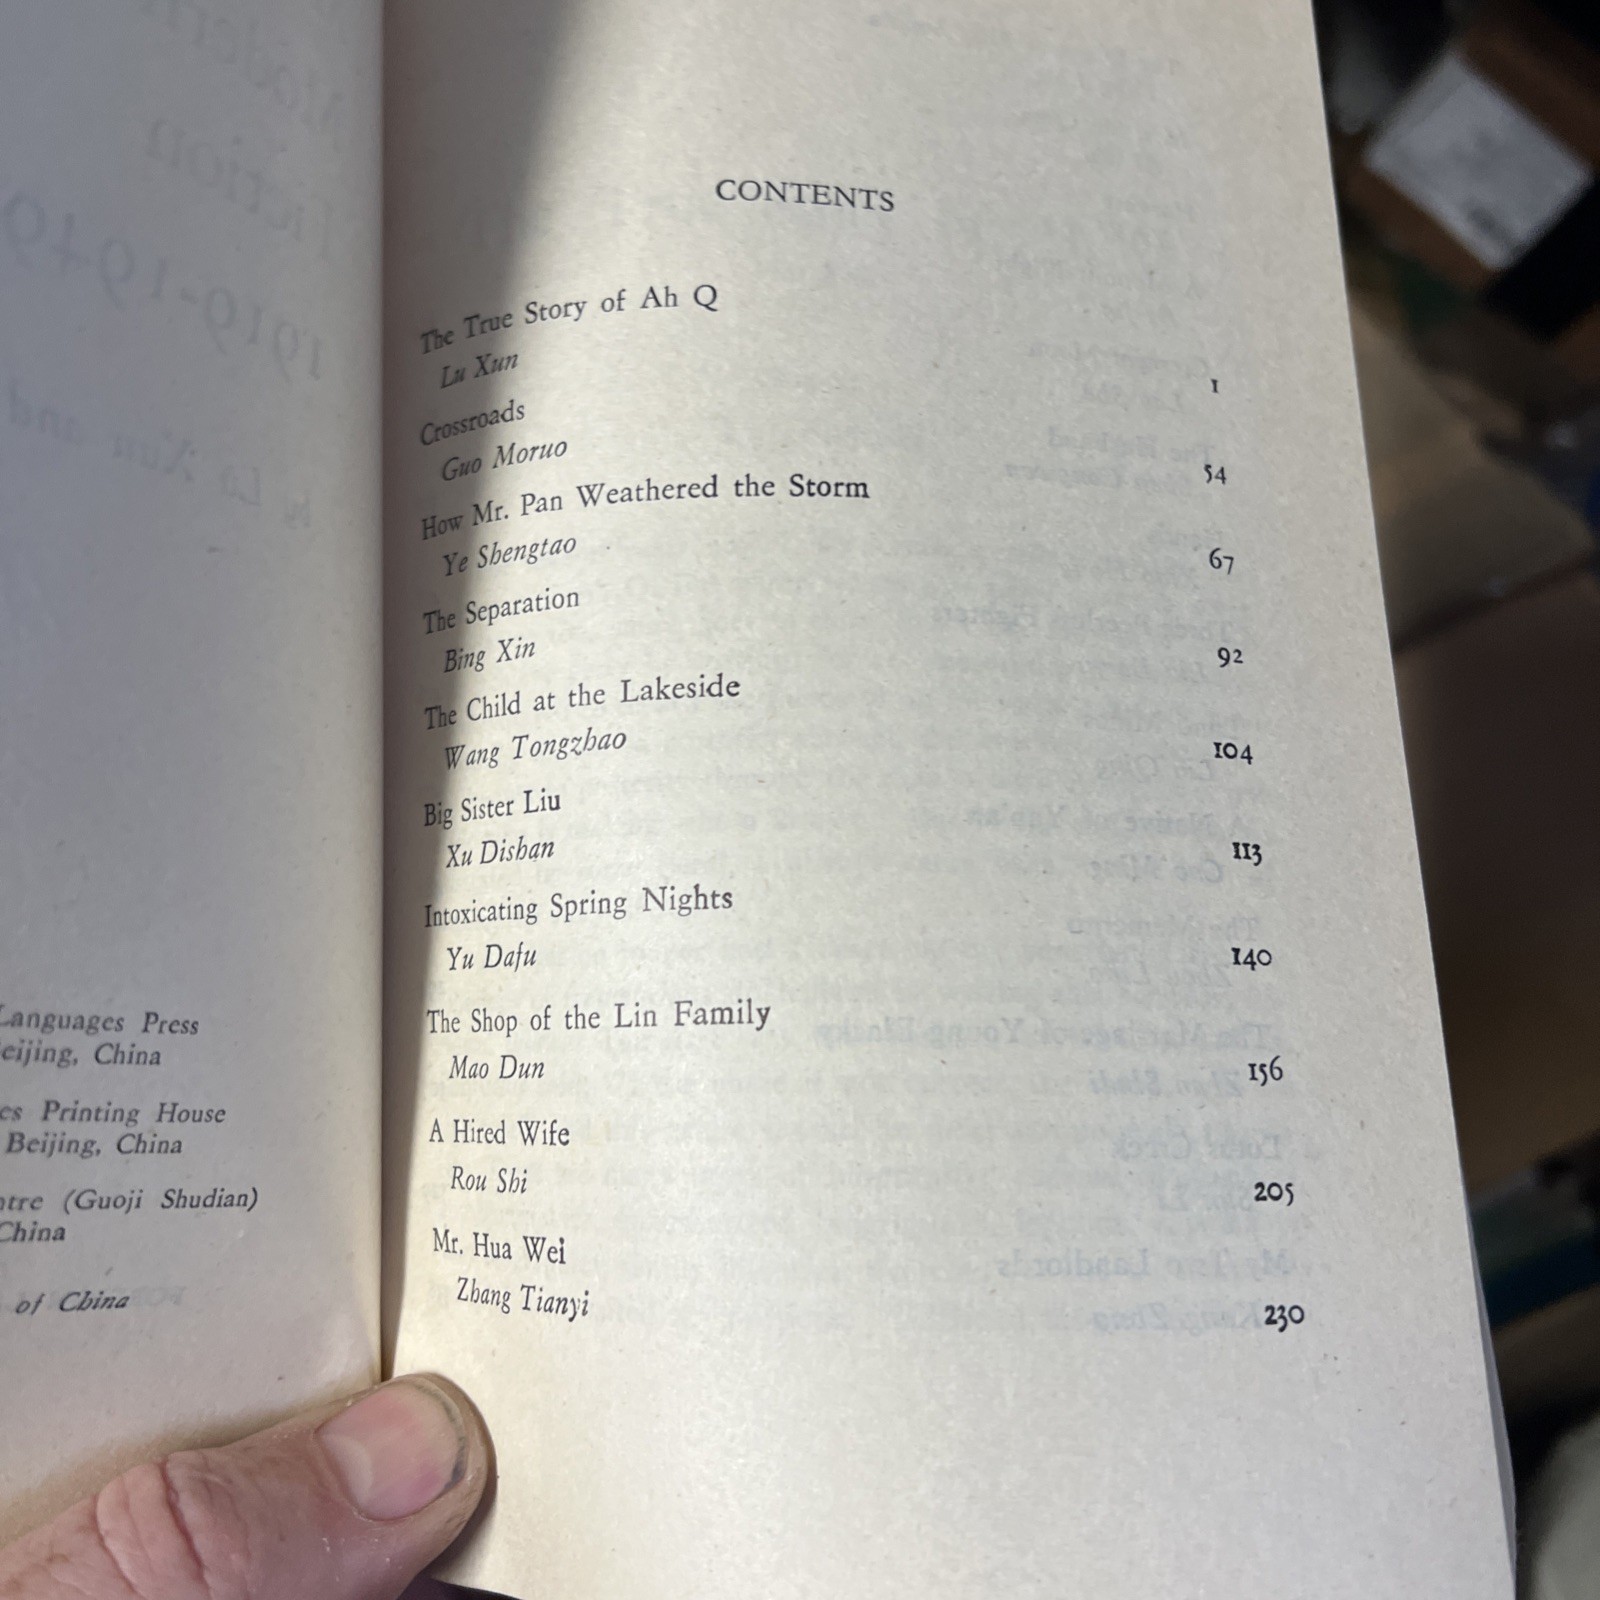 Languages Press
eijing, China
es Printing House
Beijing, China
ntre (Guoji Shudian)
China
of China
CONTENTS
The True Story of Ah Q
Lu Xun 1
Crossroads
Guo Moruo 54
How Mr. Pan Weathered the Storm
Ye Shengtao 67
The Separation
Bing Xin 92
The Child at the Lakeside
Wang Tongzhao 104
Big Sister Liu
Xu Dishan 113
Intoxicating Spring Nights
Yu Dafu 140
The Shop of the Lin Family
Mao Dun 156
A Hired Wife
Rou Shi 205
Mr. Hua Wei
Zhang Tianyi 230